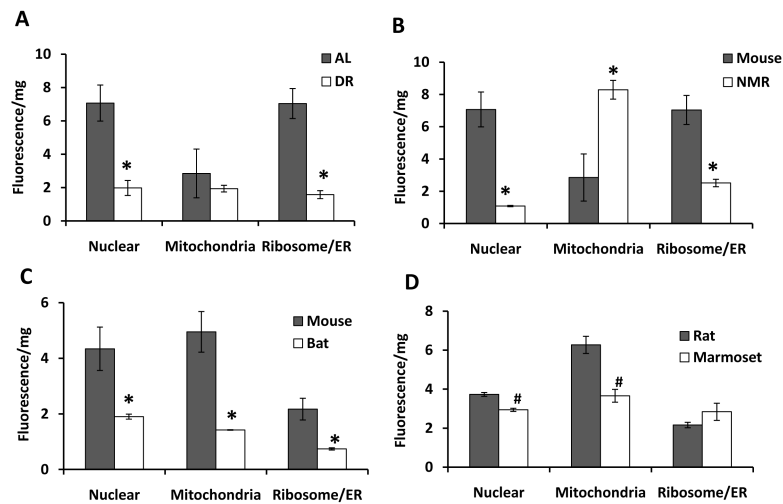 A
Fluorescence/mg
10
8
6
4
2
0
AL
DR
*
*
Nuclear Mitochondria Ribosome/ER
B
Fluorescence/mg
10
8
6
4
2
0
Mouse
NMR
*
*
*
Nuclear Mitochondria Ribosome/ER
C
Fluorescence/mg
6
4
2
0
Mouse
Bat
*
*
*
Nuclear Mitochondria Ribosome/ER
D
Fluorescence/mg
8
6
4
2
0
Rat
Marmoset
#
#
Nuclear Mitochondria Ribosome/ER